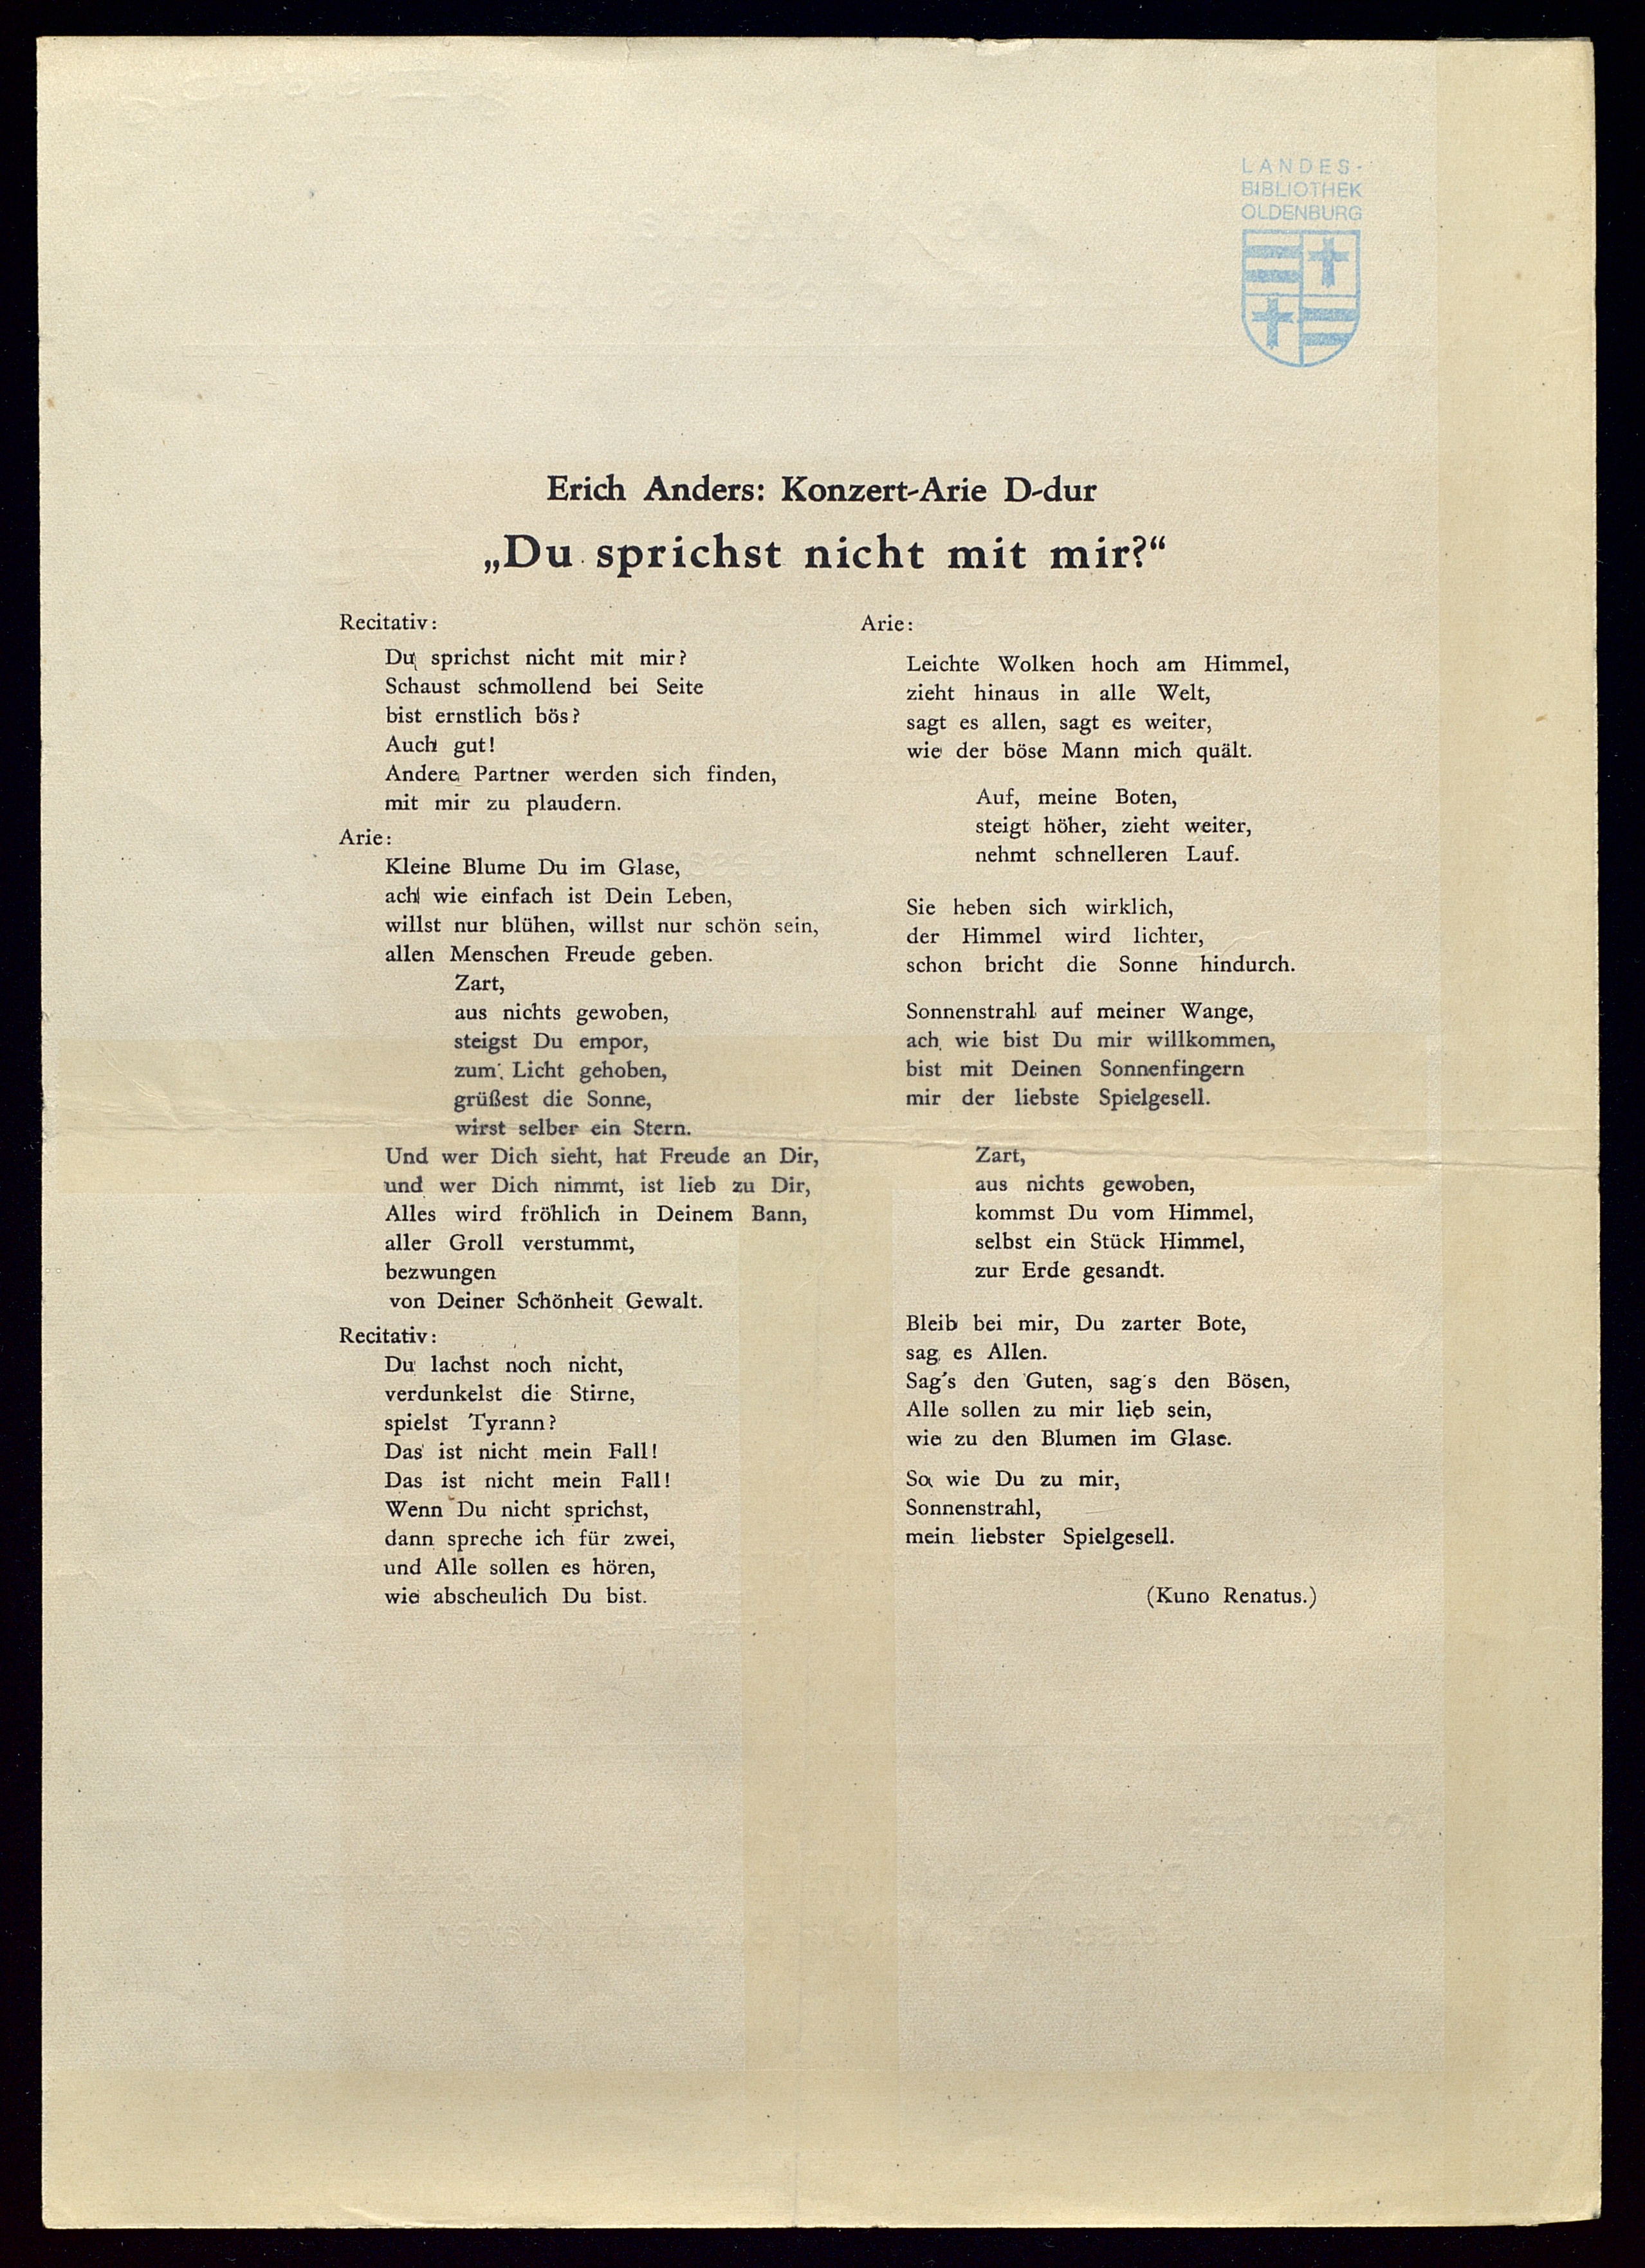 LANDES-
BIBLIOTHEK
OLDENBURG
Erich Anders: Konzert-Arie D-dur
„Du sprichst nicht mit mir?“
Recitativ:
Du sprichst nicht mit mir?
Schaust schmollend bei Seite
bist ernstlich bös?
Auch gut!
Andere Partner werden sich finden,
mit mir zu plaudern.
Arie:
Kleine Blume Du im Glase,
ach wie einfach ist Dein Leben,
willst nur blühen, willst nur schön sein,
allen Menschen Freude geben.
Zart,
aus nichts gewoben,
steigst Du empor,
zum Licht gehoben,
grüßest die Sonne,
wirst selber ein Stern.
Und wer Dich sieht, hat Freude an Dir,
und wer Dich nimmt, ist lieb zu Dir,
Alles wird fröhlich in Deinem Bann,
aller Groll verstummt,
bezwungen
von Deiner Schönheit Gewalt.
Recitativ:
Du lachst noch nicht,
verdunkelst die Stirne,
spielst Tyrann?
Das ist nicht mein Fall!
Das ist nicht mein Fall!
Wenn Du nicht sprichst,
dann spreche ich für zwei,
und Alle sollen es hören,
wie abscheulich Du bist.
Arie:
Leichte Wolken hoch am Himmel,
zieht hinaus in alle Welt,
sagt es allen, sagt es weiter,
wie der böse Mann mich quält.
Auf, meine Boten,
steigt höher, zieht weiter,
nehmt schnelleren Lauf.
Sie heben sich wirklich,
der Himmel wird lichter,
schon bricht die Sonne hindurch.
Sonnenstrahl auf meiner Wange,
ach wie bist Du mir willkommen,
bist mit Deinen Sonnenfingern
mir der liebste Spielgesell.
Zart,
aus nichts gewoben,
kommst Du vom Himmel,
selbst ein Stück Himmel,
zur Erde gesandt.
Bleib bei mir, Du zarter Bote,
sag es Allen.
Sag's den Guten, sag's den Bösen,
Alle sollen zu mir lieb sein,
wie zu den Blumen im Glase.
So wie Du zu mir,
Sonnenstrahl,
mein liebster Spielgesell.
(Kuno Renatus.)